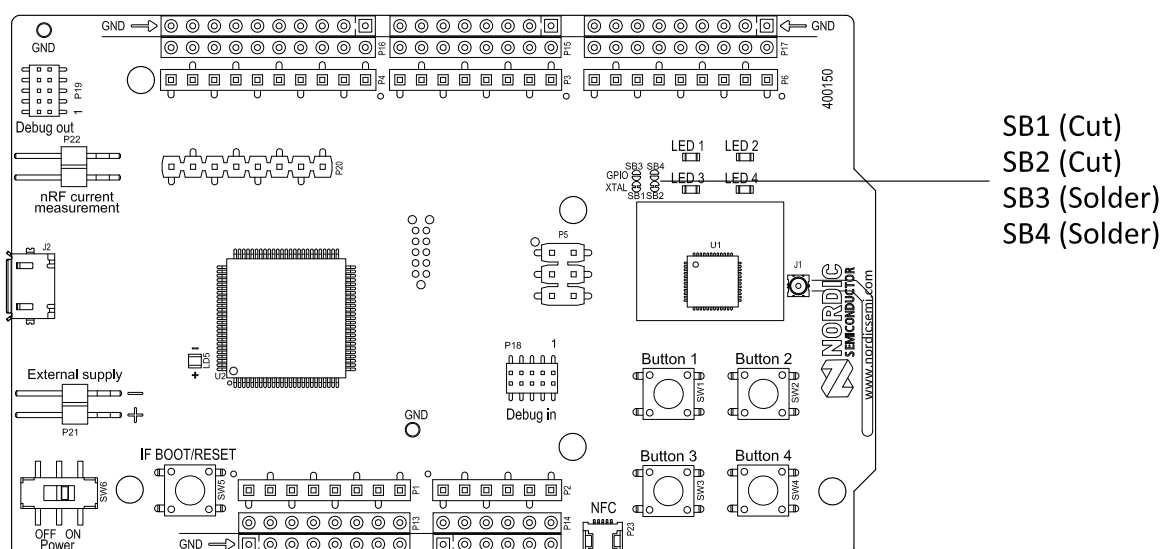 GND
GND
GND
P16
P15
P17
P19
1
Debug out
P4
P3
P6
400150
SB1 (Cut)
SB2 (Cut)
SB3 (Solder)
SB4 (Solder)
P22
nRF current
measurement
P20
LED 1
LED 2
SB3 SB4
GPIO
XTAL
SB1SB2
LED 3
LED 4
J2
P5
U1
J1
NORDIC
SEMICONDUCTOR
www.nordicsemi.com
LD5
-
+
U2
P18
1
Debug in
Button 1
Button 2
SW1
SW2
External supply
-
+
P21
GND
IF BOOT/RESET
Button 3
Button 4
SW6
SW5
SW3
SW4
P1
P2
OFF ON
Power
P13
P14
NFC
P23
GND